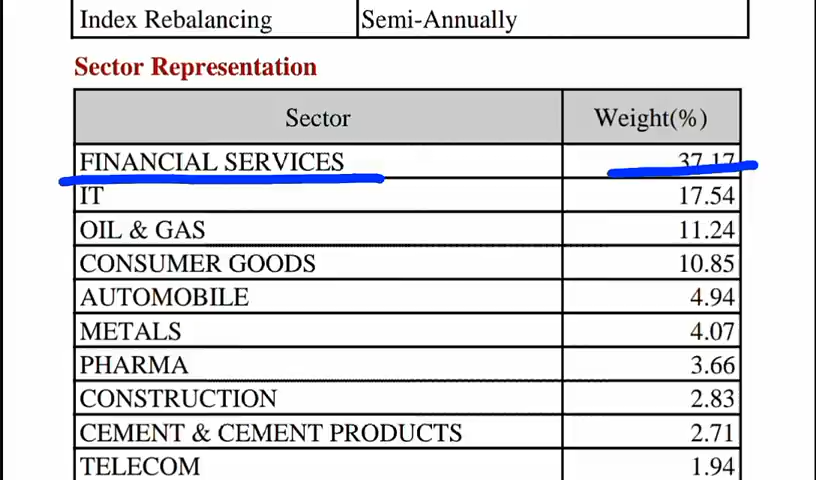 Index Rebalancing Semi-Annually
Sector Representation
Sector Weight(%)
FINANCIAL SERVICES 37.17
IT 17.54
OIL & GAS 11.24
CONSUMER GOODS 10.85
AUTOMOBILE 4.94
METALS 4.07
PHARMA 3.66
CONSTRUCTION 2.83
CEMENT & CEMENT PRODUCTS 2.71
TELECOM 1.94